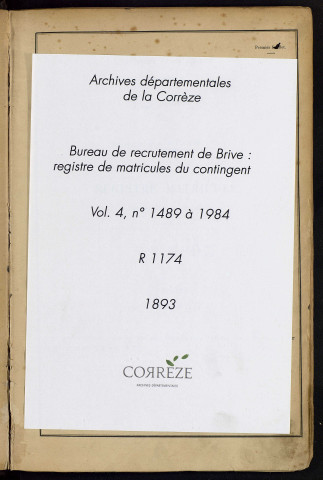 Archives départementales
de la Corrèze
Bureau de recrutement de Brive :
registre de matricules du contingent
Vol. 4, n° 1489 à 1984
R 1174
1893
CORRÈZE